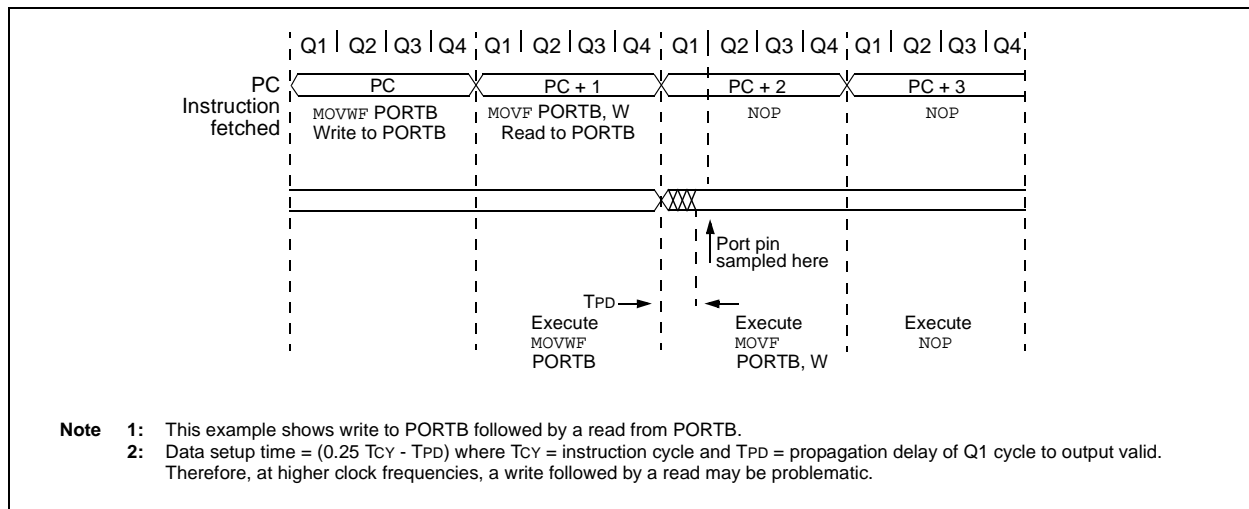 Q1 Q2 Q3 Q4 Q1 Q2 Q3 Q4 Q1 Q2 Q3 Q4 Q1 Q2 Q3 Q4
PC PC PC + 1 PC + 2 PC + 3
Instruction
fetched
MOVWF PORTB MOVF PORTB, W NOP NOP
Write to PORTB Read to PORTB
Port pin
sampled here
TPD
Execute Execute Execute
MOVWF MOVF NOP
PORTB PORTB, W
Note 1: This example shows write to PORTB followed by a read from PORTB.
2: Data setup time = (0.25 TCY - TPD) where TCY = instruction cycle and TPD = propagation delay of Q1 cycle to output valid.
Therefore, at higher clock frequencies, a write followed by a read may be problematic.